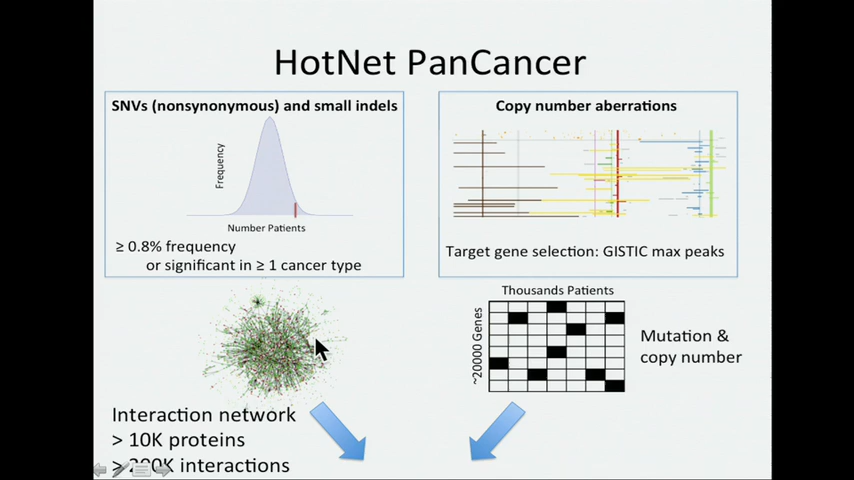 HotNet PanCancer
SNVs (nonsynonymous) and small indels
Frequency
Number Patients
≥ 0.8% frequency
or significant in ≥ 1 cancer type
Copy number aberrations
Target gene selection: GISTIC max peaks
Interaction network
> 10K proteins
> 200K interactions
Thousands Patients
~20000 Genes
Mutation &
copy number